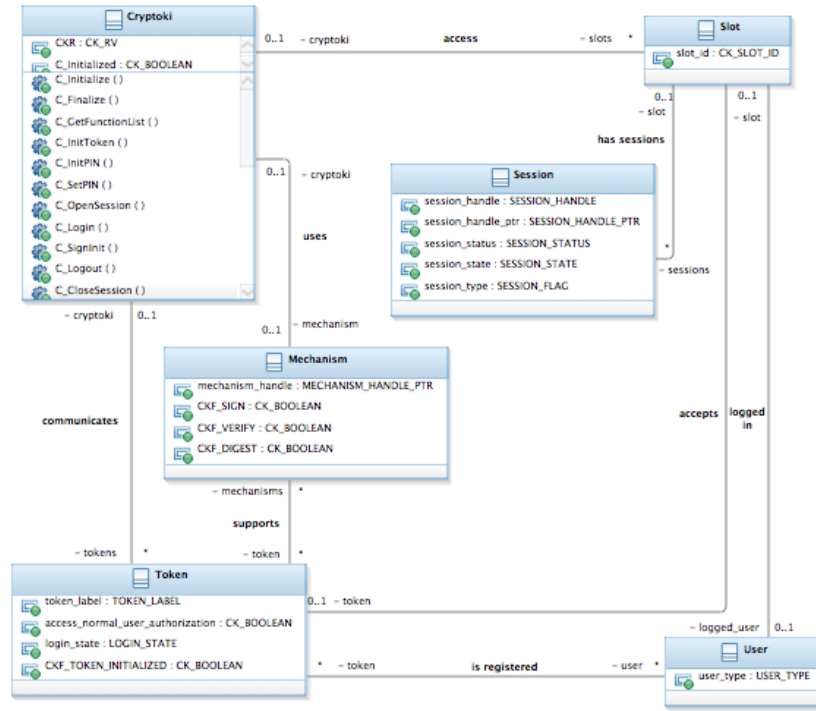 Cryptoki
CKR : CK_RV
C_Initialized : CK_BOOLEAN
C_Initialize ( )
C_Finalize ( )
C_GetFunctionList ( )
C_InitToken ( )
C_InitPIN ( )
C_SetPIN ( )
C_OpenSession ( )
C_Login ( )
C_SignInit ( )
C_Logout ( )
C_CloseSession ( )
0..1 – cryptoki access – slots *
Slot
slot_id : CK_SLOT_ID
0..1
– slot
has sessions
0..1
– slot
Session
session_handle : SESSION_HANDLE
session_handle_ptr : SESSION_HANDLE_PTR
session_status : SESSION_STATUS
session_state : SESSION_STATE
session_type : SESSION_FLAG
*
– sessions
0..1 – cryptoki
uses
0..1 – mechanism
– cryptoki 0..1
communicates
– tokens *
Mechanism
mechanism_handle : MECHANISM_HANDLE_PTR
CKF_SIGN : CK_BOOLEAN
CKF_VERIFY : CK_BOOLEAN
CKF_DIGEST : CK_BOOLEAN
– mechanisms *
supports
– token *
accepts
logged
in
Token
token_label : TOKEN_LABEL
access_normal_user_authorization : CK_BOOLEAN
login_state : LOGIN_STATE
CKF_TOKEN_INITIALIZED : CK_BOOLEAN
0..1 – token
– logged_user 0..1
* – token is registered – user *
User
user_type : USER_TYPE